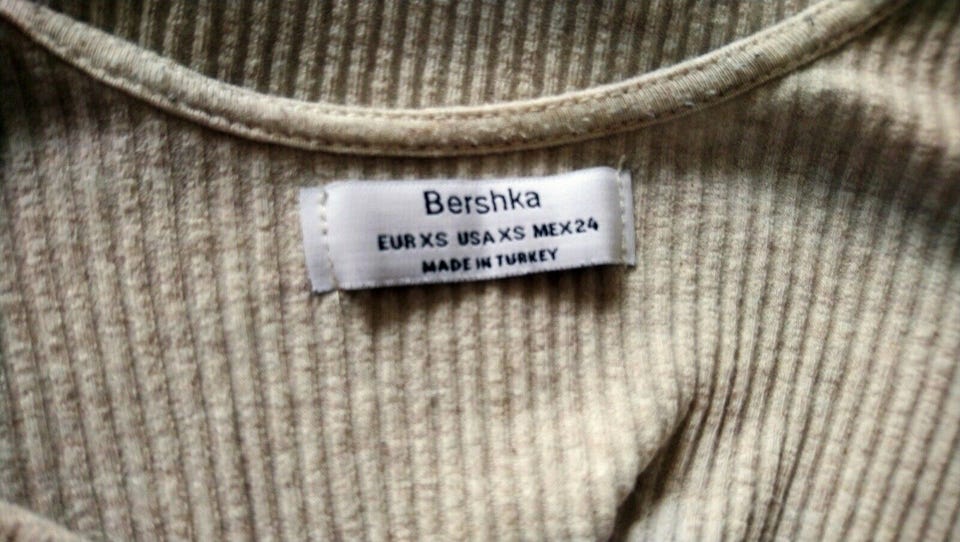 Bershka
EUR XS USA XS MEX 24
MADE IN TURKEY